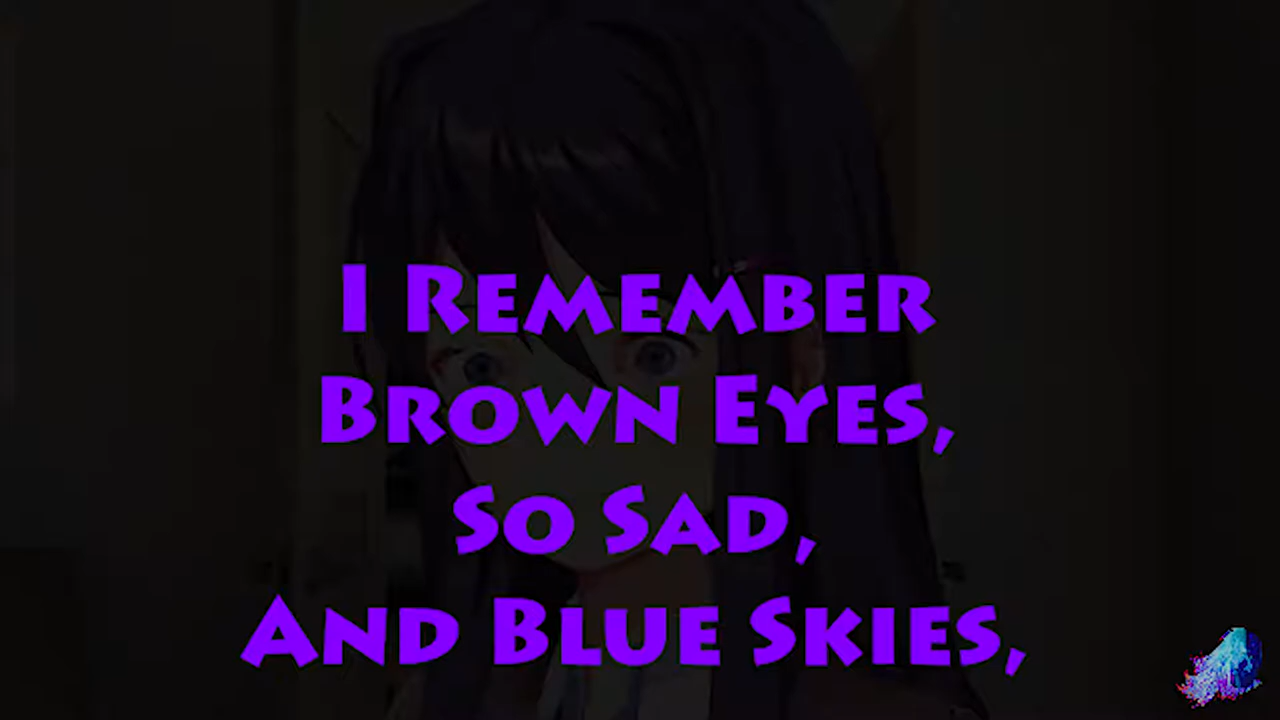 I Remember
Brown Eyes,
So Sad,
And Blue Skies,